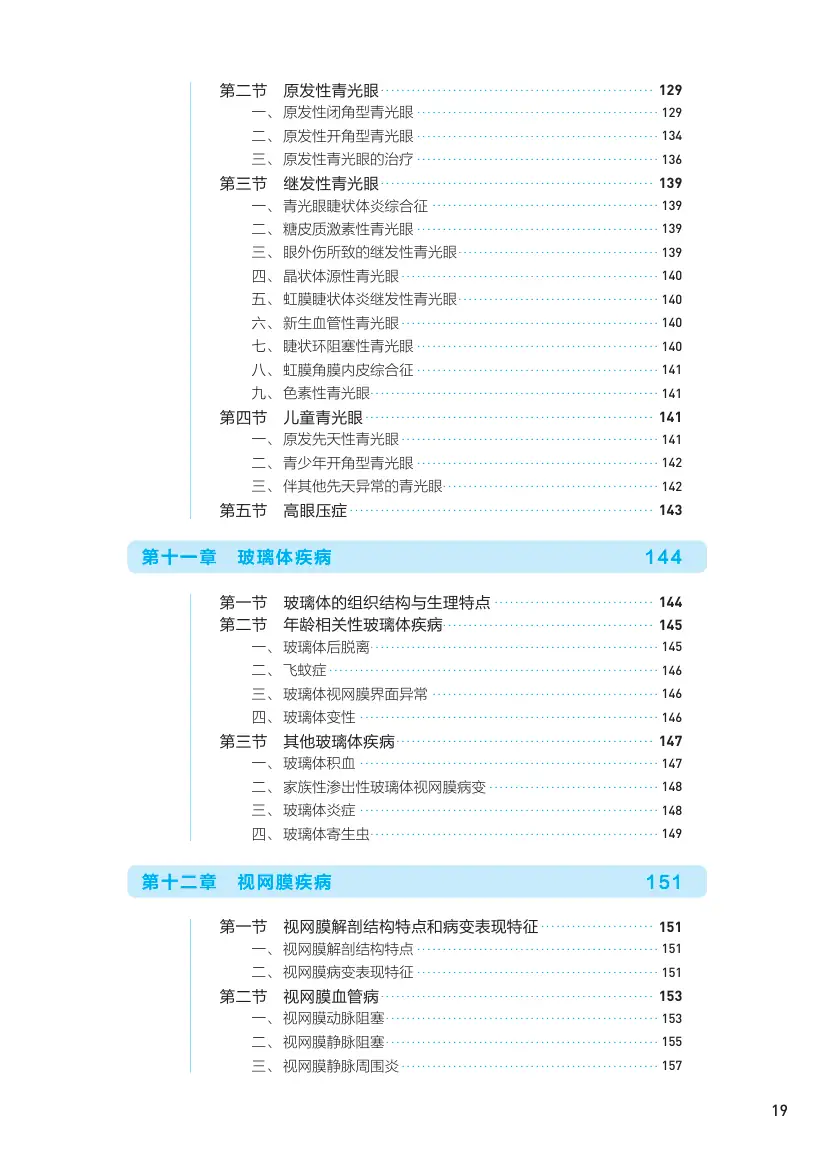 第二节 原发性青光眼 129
一、原发性闭角型青光眼 129
二、原发性开角型青光眼 134
三、原发性青光眼的治疗 136
第三节 继发性青光眼 139
一、青光眼睫状体炎综合征 139
二、糖皮质激素性青光眼 139
三、眼外伤所致的继发性青光眼 139
四、晶状体源性青光眼 140
五、虹膜睫状体炎继发性青光眼 140
六、新生血管性青光眼 140
七、睫状环阻塞性青光眼 140
八、虹膜角膜内皮综合征 141
九、色素性青光眼 141
第四节 儿童青光眼 141
一、原发先天性青光眼 141
二、青少年开角型青光眼 142
三、伴其他先天异常的青光眼 142
第五节 高眼压症 143
第十一章 玻璃体疾病 144
第一节 玻璃体的组织结构与生理特点 144
第二节 年龄相关性玻璃体疾病 145
一、玻璃体后脱离 145
二、飞蚊症 146
三、玻璃体视网膜界面异常 146
四、玻璃体变性 146
第三节 其他玻璃体疾病 147
一、玻璃体积血 147
二、家族性渗出性玻璃体视网膜病变 148
三、玻璃体炎症 148
四、玻璃体寄生虫 149
第十二章 视网膜疾病 151
第一节 视网膜解剖结构特点和病变表现特征 151
一、视网膜解剖结构特点 151
二、视网膜病变表现特征 151
第二节 视网膜血管病 153
一、视网膜动脉阻塞 153
二、视网膜静脉阻塞 155
三、视网膜静脉周围炎 157
19